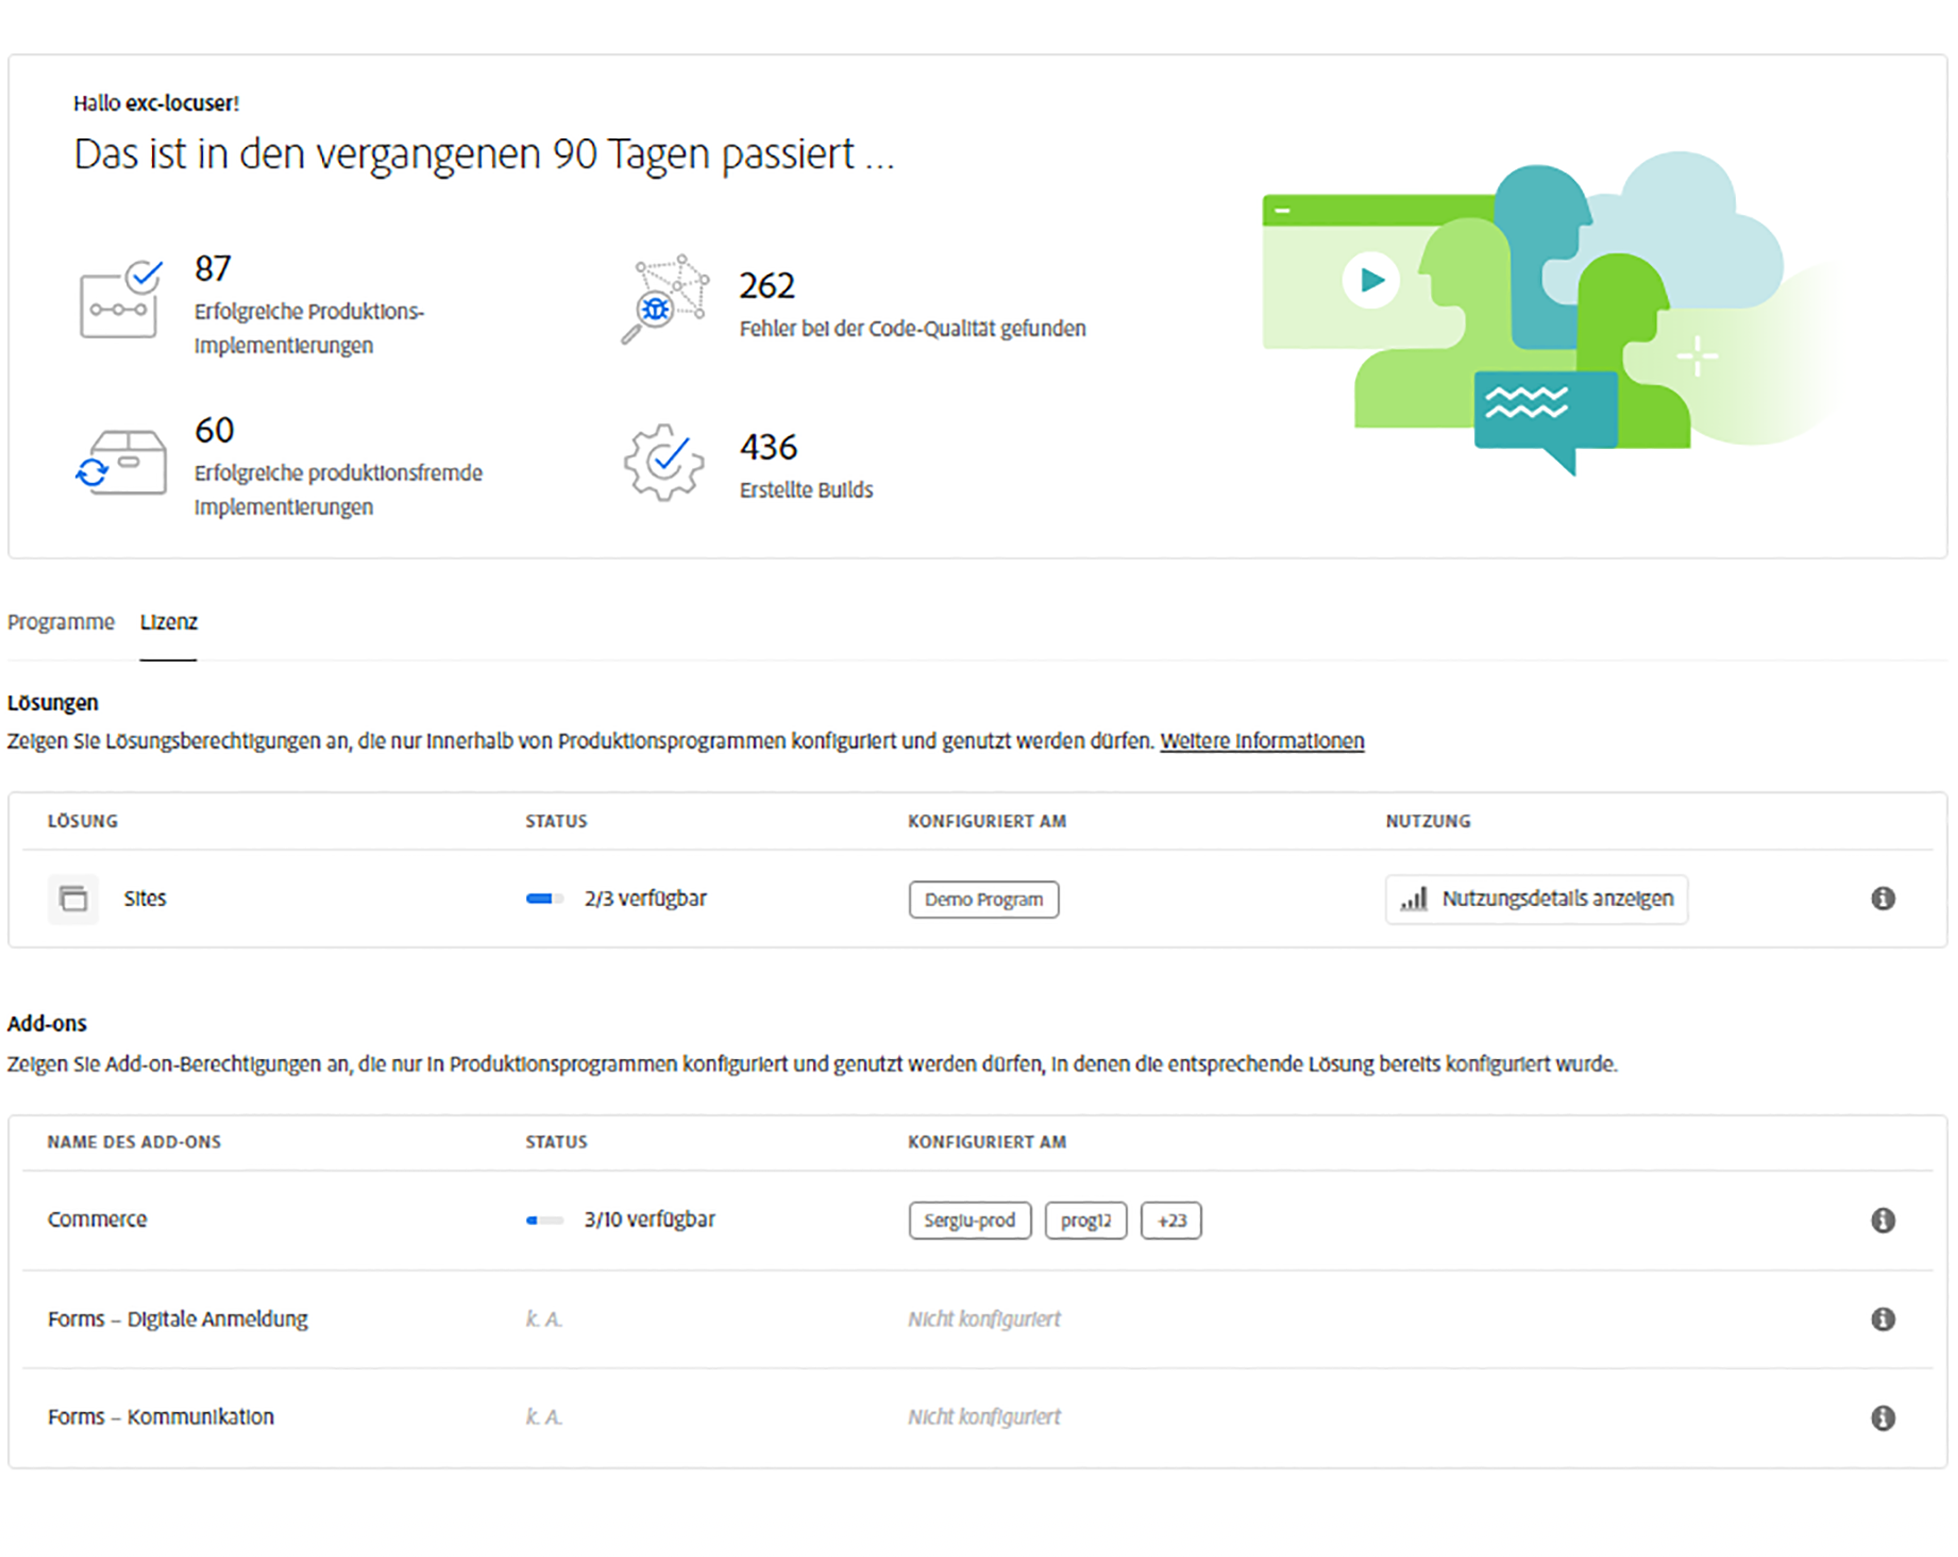 Hallo exc-locuser!
Das ist in den vergangenen 90 Tagen passiert ...
87
Erfolgreiche Produktions-
Implementierungen
262
Fehler bei der Code-Qualität gefunden
60
Erfolgreiche produktionsfremde
Implementierungen
436
Erstellte Builds
Programme Lizenz
Lösungen
Zeigen Sie Lösungsberechtigungen an, die nur innerhalb von Produktionsprogrammen konfiguriert und genutzt werden dürfen. Weitere Informationen
LÖSUNG STATUS KONFIGURIERT AM NUTZUNG
Sites 2/3 verfügbar Demo Program Nutzungsdetails anzeigen
Add-ons
Zeigen Sie Add-on-Berechtigungen an, die nur in Produktionsprogrammen konfiguriert und genutzt werden dürfen, in denen die entsprechende Lösung bereits konfiguriert wurde.
NAME DES ADD-ONS STATUS KONFIGURIERT AM
Commerce 3/10 verfügbar Sergiu-prod prog12 +23
Forms – Digitale Anmeldung k. A. Nicht konfiguriert
Forms – Kommunikation k. A. Nicht konfiguriert